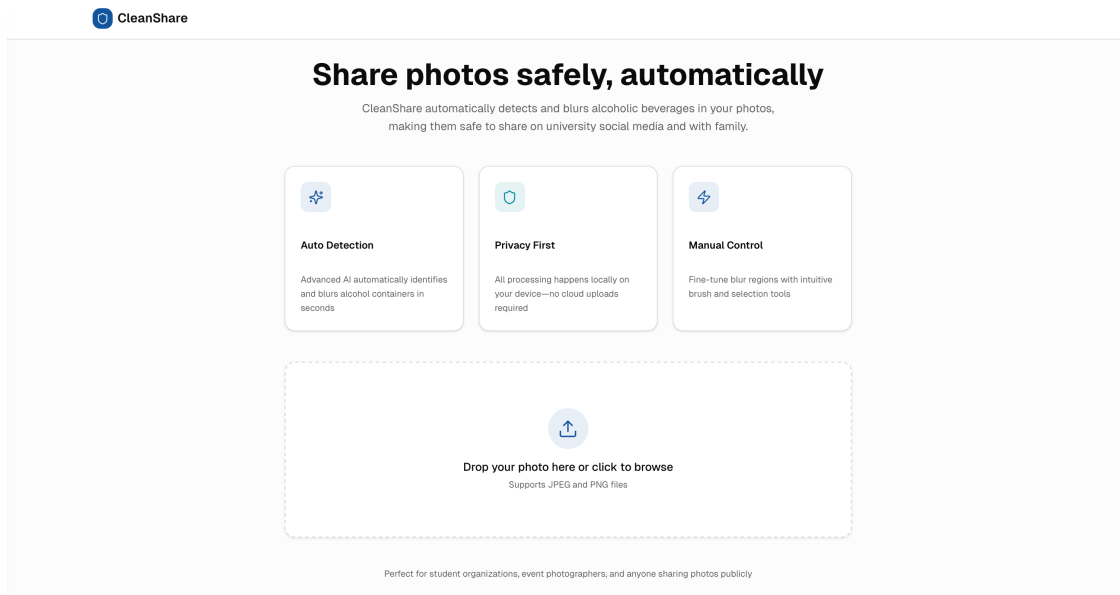 CleanShare
Share photos safely, automatically
CleanShare automatically detects and blurs alcoholic beverages in your photos,
making them safe to share on university social media and with family.
Auto Detection
Advanced AI automatically identifies
and blurs alcohol containers in
seconds
Privacy First
All processing happens locally on
your device—no cloud uploads
required
Manual Control
Fine-tune blur regions with intuitive
brush and selection tools
Drop your photo here or click to browse
Supports JPEG and PNG files
Perfect for student organizations, event photographers, and anyone sharing photos publicly